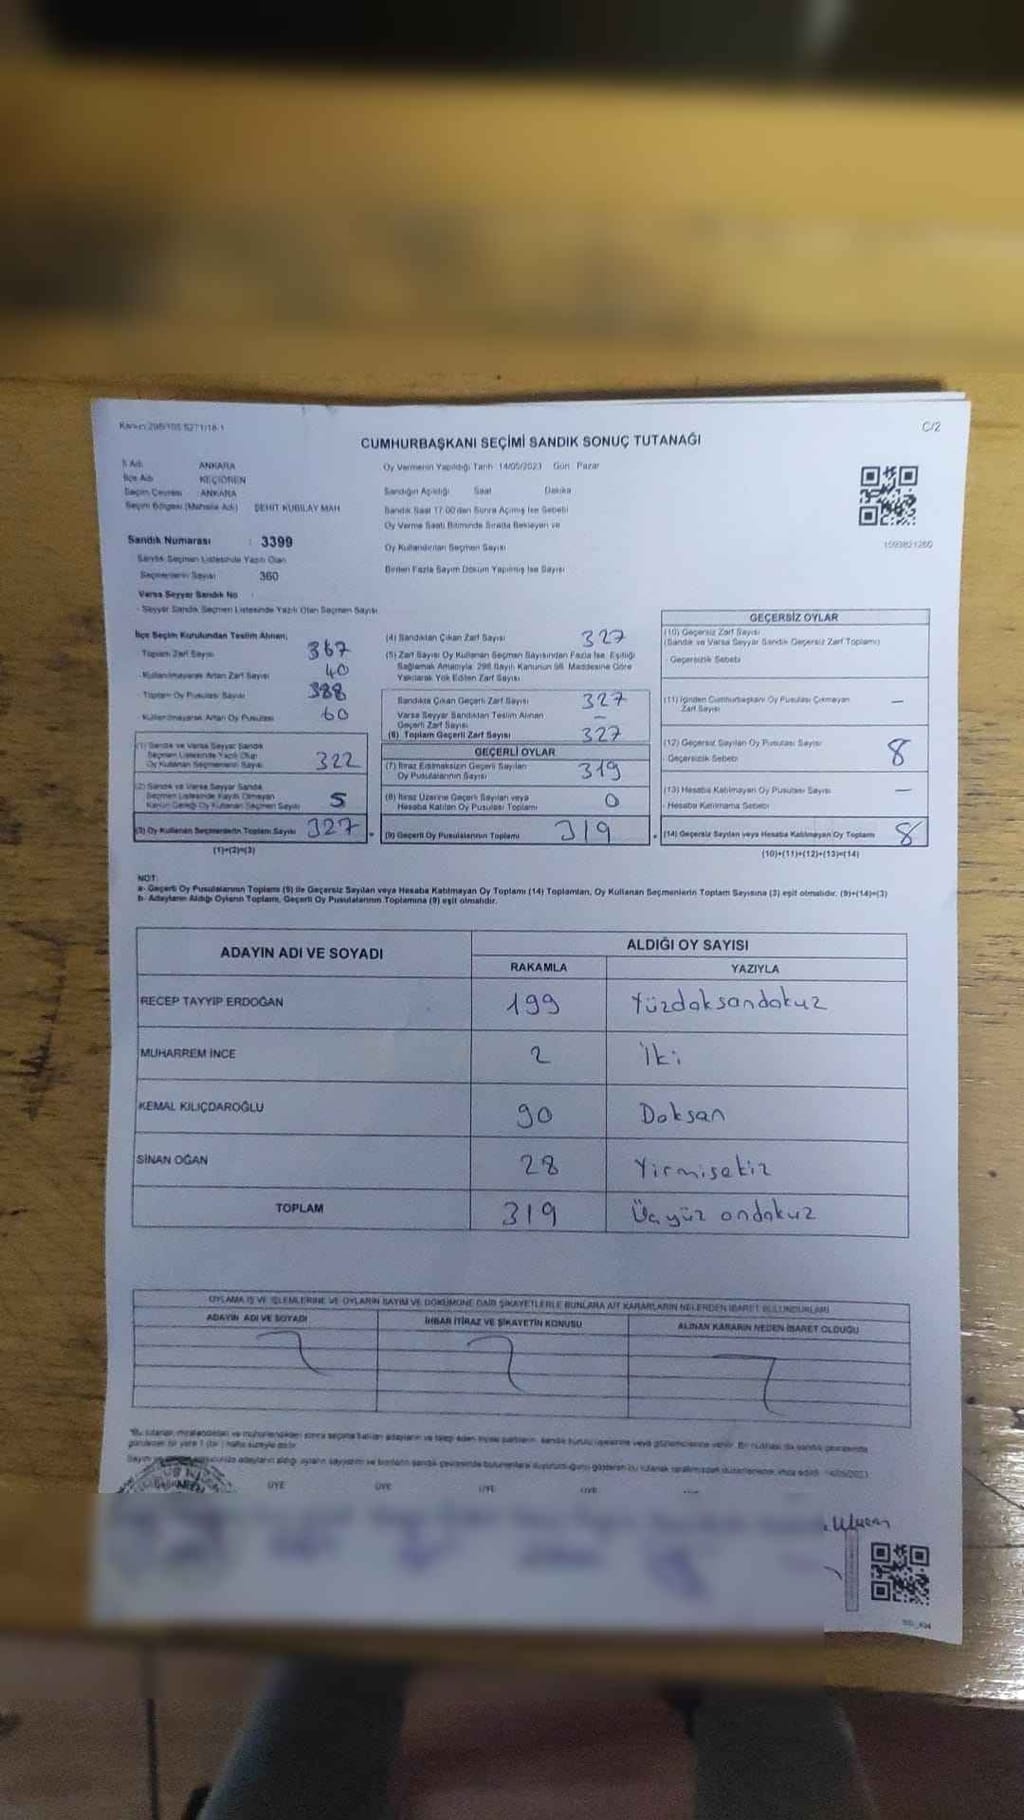 CUMHURBAŞKANI SEÇİMİ SANDIK SONUÇ TUTANAĞI
C/2
İl Adı ANKARA
İlçe Adı KEÇİÖREN
Seçim Çevresi ANKARA
Seçim Bölgesi (Mahalle Adı) ŞEHİT KUBİLAY MAH
Sandık Numarası : 3399
Sandık Seçmen Listesinde Yazılı Olan
Seçmenlerin Sayısı 360
Varsa Seyyar Sandık No :
- Seyyar Sandık Seçmen Listesinde Yazılı Olan Seçmen Sayısı
Oy Vermenin Yapıldığı Tarih 14/05/2023 Gün Pazar
Sandığın Açıldığı Saat Dakika
Sandık Saat 17.00'den Sonra Açılmış İse Sebebi
Oy Verme Saati Bitiminde Sırada Bekleyen ve
Oy Kullandırılan Seçmen Sayısı
Birden Fazla Sayım Döküm Yapılmış İse Sayısı
İlçe Seçim Kurulundan Teslim Alınan;
Toplam Zarf Sayısı 367
Kullanılmayarak Artan Zarf Sayısı 40
Toplam Oy Pusulası Sayısı 388
Kullanılmayarak Artan Oy Pusulası 60
(1) Sandık ve Varsa Seyyar Sandık
Seçmen Listesinde Yazılı Olup
Oy Kullanan Seçmenlerin Sayısı 322
(2) Sandık ve Varsa Seyyar Sandık
Seçmen Listesinde Kayıtlı Olmayan
Kanun Gereği Oy Kullanan Seçmen Sayısı 5
(3) Oy Kullanan Seçmenlerin Toplam Sayısı 327
(1)+(2)=(3)
(4) Sandıktan Çıkan Zarf Sayısı 327
(5) Zarf Sayısı Oy Kullanan Seçmen Sayısından Fazla İse, Eşitliği
Sağlamak Amacıyla, 298 Sayılı Kanunun 98. Maddesine Göre
Yakılarak Yok Edilen Zarf Sayısı
Sandıkta Çıkan Geçerli Zarf Sayısı 327
Varsa Seyyar Sandıktan Teslim Alınan
Geçerli Zarf Sayısı –
(6) Toplam Geçerli Zarf Sayısı 327
GEÇERLİ OYLAR
(7) İtiraz Edilmeksizin Geçerli Sayılan
Oy Pusulalarının Sayısı 319
(8) İtiraz Üzerine Geçerli Sayılan veya
Hesaba Katılan Oy Pusulası Toplamı 0
(9) Geçerli Oy Pusulalarının Toplamı 319
GEÇERSİZ OYLAR
(10) Geçersiz Zarf Sayısı
(Sandık ve Varsa Seyyar Sandık Geçersiz Zarf Toplamı)
- Geçersizlik Sebebi
(11) İçinden Cumhurbaşkanı Oy Pusulası Çıkmayan
Zarf Sayısı –
(12) Geçersiz Sayılan Oy Pusulası Sayısı 8
- Geçersizlik Sebebi
(13) Hesaba Katılmayan Oy Pusulası Sayısı –
- Hesaba Katılmama Sebebi
(14) Geçersiz Sayılan veya Hesaba Katılmayan Oy Toplamı 8
(10)+(11)+(12)+(13)=(14)
NOT:
a- Geçerli Oy Pusulalarının Toplamı (9) ile Geçersiz Sayılan veya Hesaba Katılmayan Oy Toplamı (14) Toplamları, Oy Kullanan Seçmenlerin Toplam Sayısına (3) eşit olmalıdır. (9)+(14)=(3)
b- Adayların Aldığı Oyların Toplamı, Geçerli Oy Pusulalarının Toplamına (9) eşit olmalıdır.
ADAYIN ADI VE SOYADI ALDIĞI OY SAYISI
RAKAMLA YAZIYLA
RECEP TAYYİP ERDOĞAN 199 Yüzdoksandokuz
MUHARREM İNCE 2 İki
KEMAL KILIÇDAROĞLU 90 Doksan
SİNAN OĞAN 28 Yirmisekiz
TOPLAM 319 Üçyüz ondokuz
OYLAMA İŞ VE İŞLEMLERİNE VE OYLARIN SAYIM VE DÖKÜMÜNE DAİR ŞİKAYETLERLE BUNLARA AİT KARARLARIN NELERDEN İBARET BULUNDUKLARI
ADAYIN ADI VE SOYADI İHBAR İTİRAZ VE ŞİKAYETİN KONUSU ALINAN KARARIN NEDEN İBARET OLDUĞU
ÜYE ÜYE ÜYE ÜYE